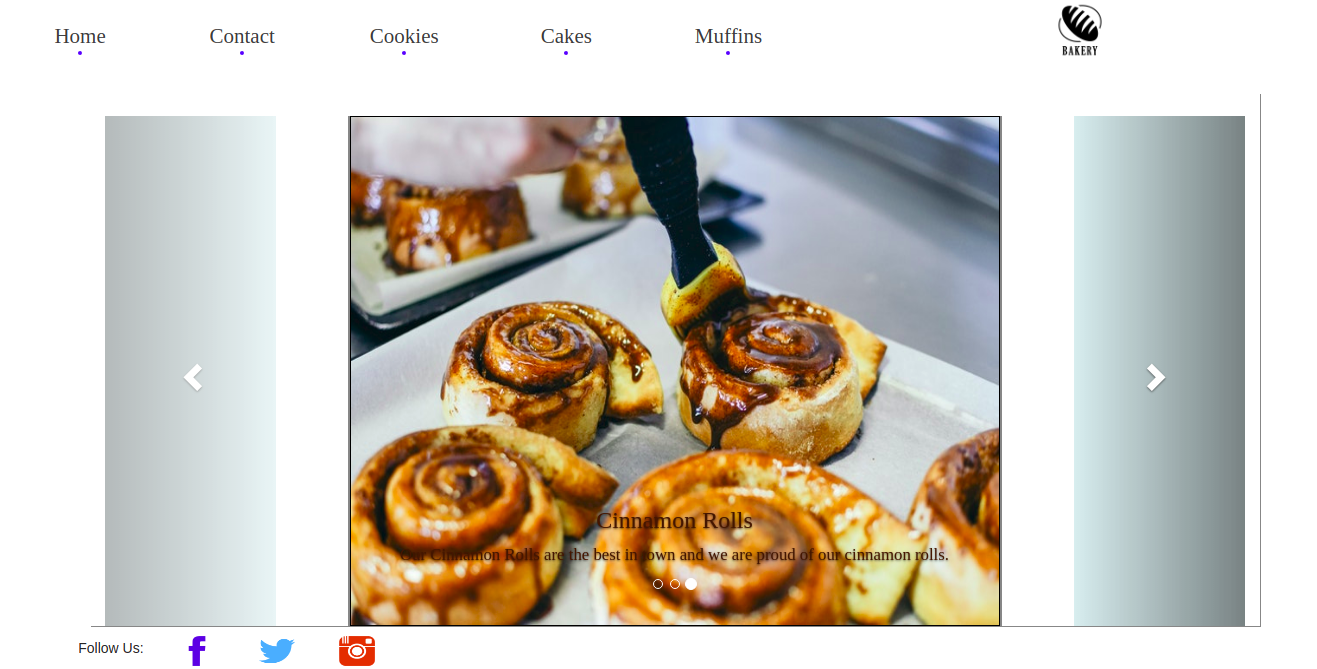 Home Contact Cookies Cakes Muffins
BAKERY
Cinnamon Rolls
Our Cinnamon Rolls are the best in town and we are proud of our cinnamon rolls.
Follow Us: